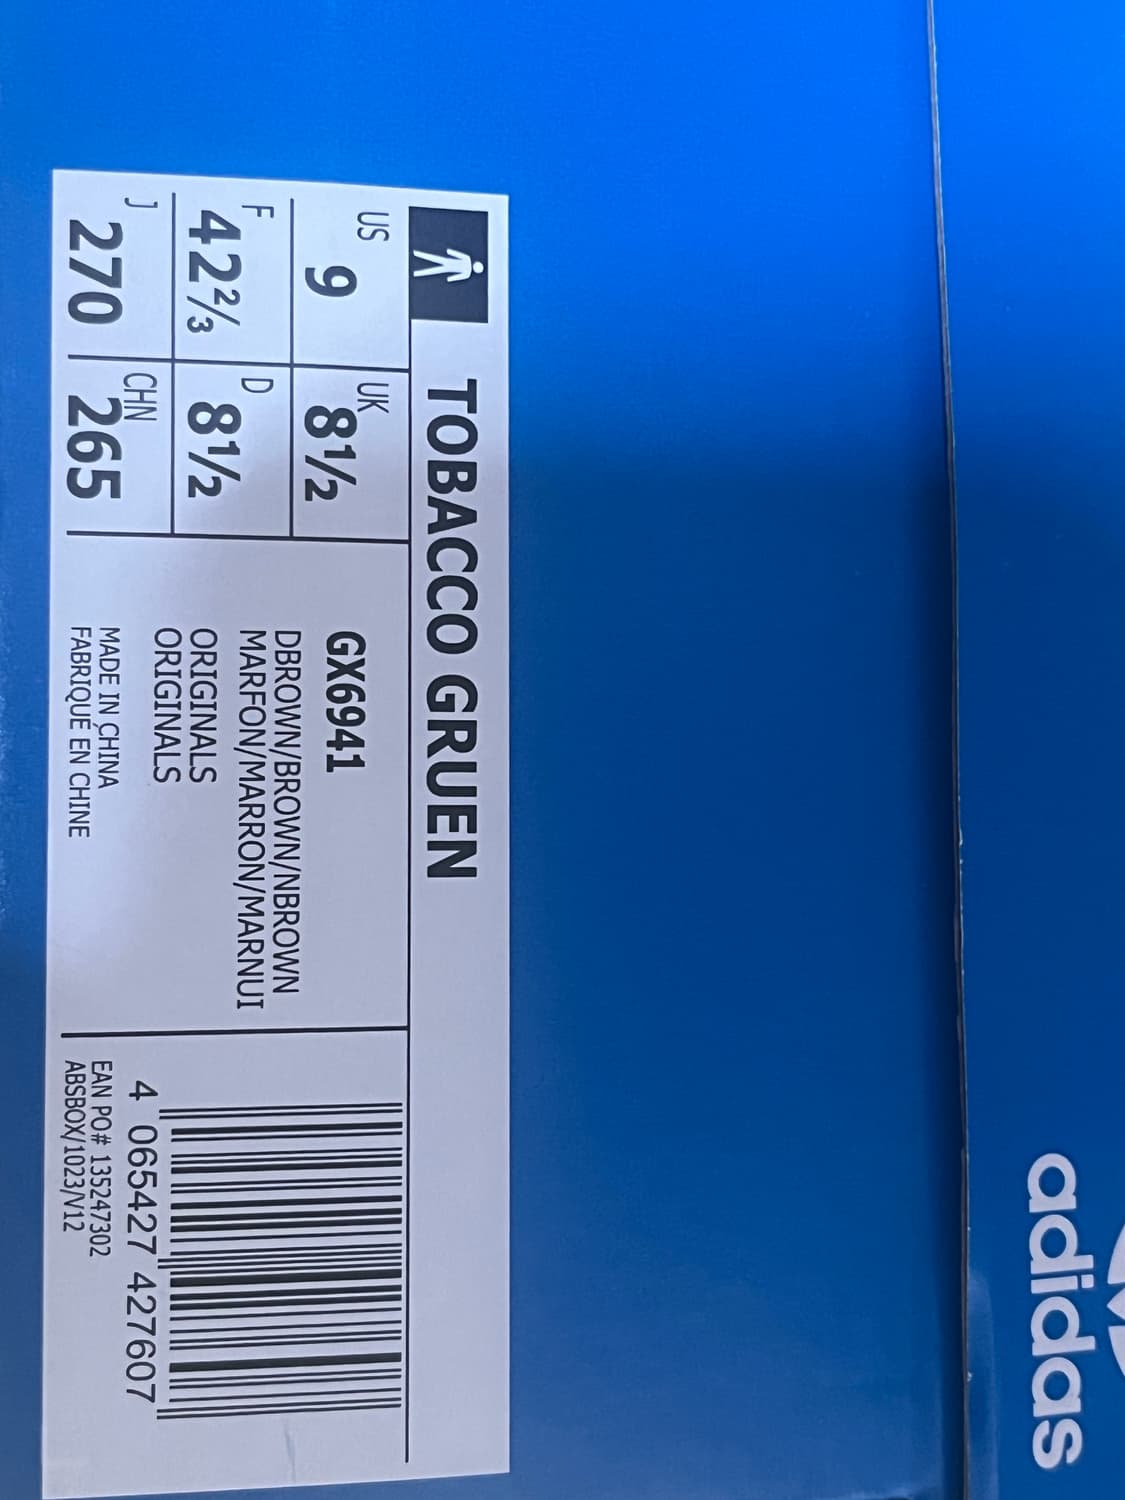 adidas
TOBACCO GRUEN
US 9
UK 8½
F 42⅔
D 8½
J 270
CHN 265
GX6941
DBROWN/BROWN/NBROWN
MARFON/MARRON/MARNUI
ORIGINALS
ORIGINALS
MADE IN CHINA
FABRIQUÉ EN CHINE
4 065427 427607
EAN PO# 135247302
ABSBOX/1023/V12